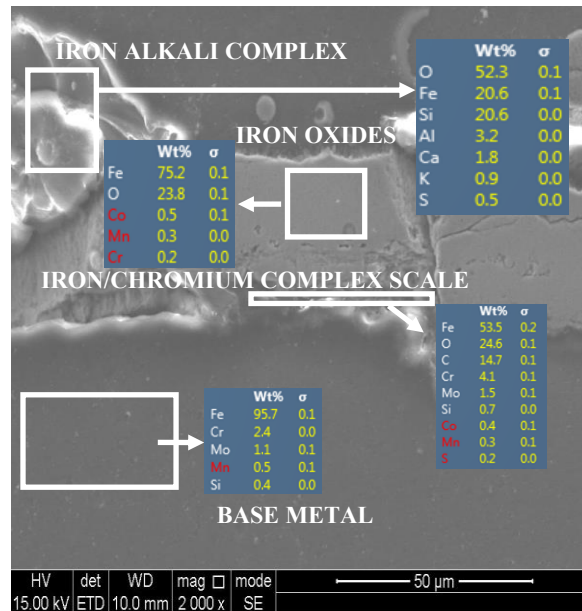 IRON ALKALI COMPLEX
Wt% σ
O 52.3 0.1
Fe 20.6 0.1
Si 20.6 0.0
Al 3.2 0.0
Ca 1.8 0.0
K 0.9 0.0
S 0.5 0.0
IRON OXIDES
Wt% σ
Fe 75.2 0.1
O 23.8 0.1
Co 0.5 0.1
Mn 0.3 0.0
Cr 0.2 0.0
IRON/CHROMIUM COMPLEX SCALE
Wt% σ
Fe 53.5 0.2
O 24.6 0.1
C 14.7 0.1
Cr 4.1 0.1
Mo 1.5 0.1
Si 0.7 0.0
Co 0.4 0.1
Mn 0.3 0.1
S 0.2 0.0
Wt% σ
Fe 95.7 0.1
Cr 2.4 0.0
Mo 1.1 0.1
Mn 0.5 0.1
Si 0.4 0.0
BASE METAL
HV det WD mag □ mode
15.00 kV ETD 10.0 mm 2 000 x SE
50 µm